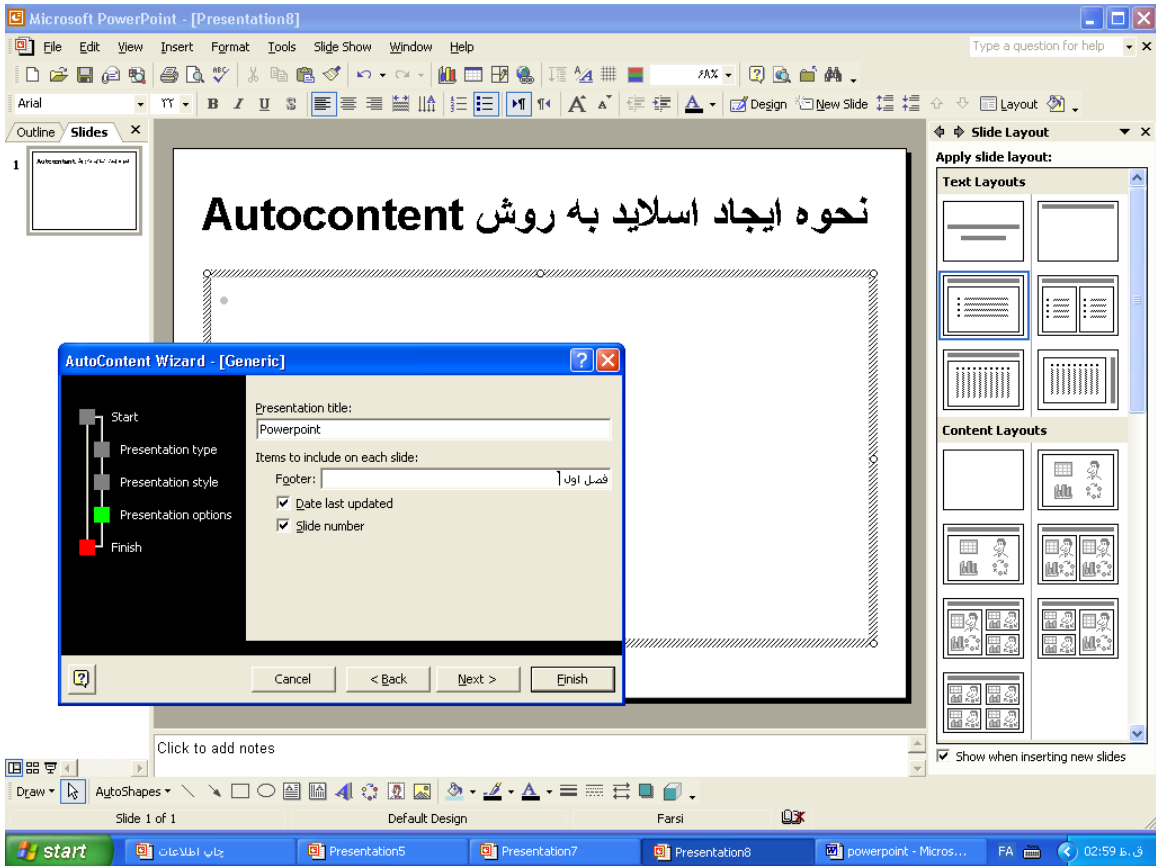 Microsoft PowerPoint - [Presentation8]
File Edit View Insert Format Tools Slide Show Window Help
Type a question for help
۶۸%
Arial
۲۲
B I U S
Design New Slide Layout
Outline Slides
Slide Layout
1
Apply slide layout:
Text Layouts
نحوه ایجاد اسلاید به روش Autocontent
AutoContent Wizard - [Generic]
Start
Presentation type
Presentation style
Presentation options
Finish
Presentation title:
Powerpoint
Items to include on each slide:
Footer: فصل اول
Date last updated
Slide number
Cancel < Back Next > Finish
Content Layouts
Show when inserting new slides
Click to add notes
Draw AutoShapes
Slide 1 of 1 Default Design Farsi
start چاپ اطلاعات Presentation5 Presentation7 Presentation8 powerpoint - Micros... FA 02:59 ق.ظ